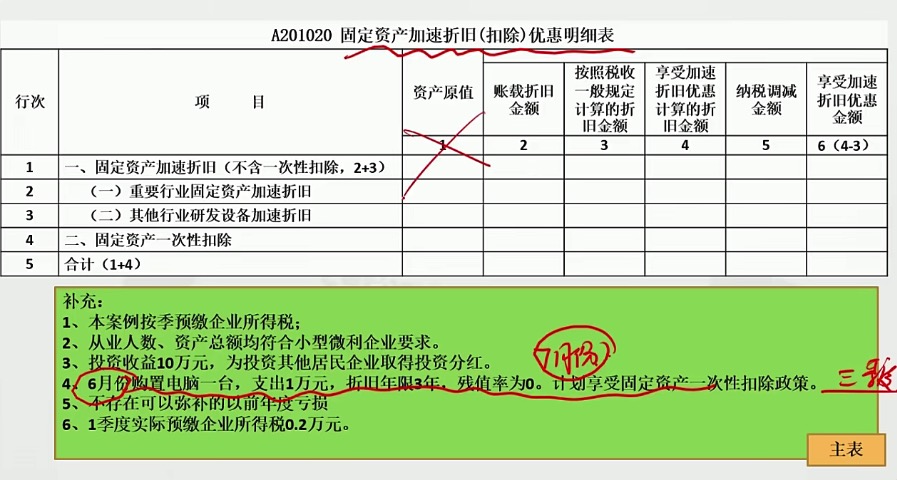 A201020 固定资产加速折旧(扣除)优惠明细表
行次 项 目 资产原值 账载折旧金额 按照税收一般规定计算的折旧金额 享受加速折旧优惠计算的折旧金额 纳税调减金额 享受加速折旧优惠金额
1 2 3 4 5 6（4-3）
1 一、固定资产加速折旧（不含一次性扣除，2+3）
2 （一）重要行业固定资产加速折旧
3 （二）其他行业研发设备加速折旧
4 二、固定资产一次性扣除
5 合计（1+4）
补充：
1、本案例按季预缴企业所得税；
2、从业人数、资产总额均符合小型微利企业要求。
3、投资收益10万元，为投资其他居民企业取得投资分红。
4、6月份购置电脑一台，支出1万元，折旧年限3年，残值率为0。计划享受固定资产一次性扣除政策。
5、不存在可以弥补的以前年度亏损
6、1季度实际预缴企业所得税0.2万元。
主表